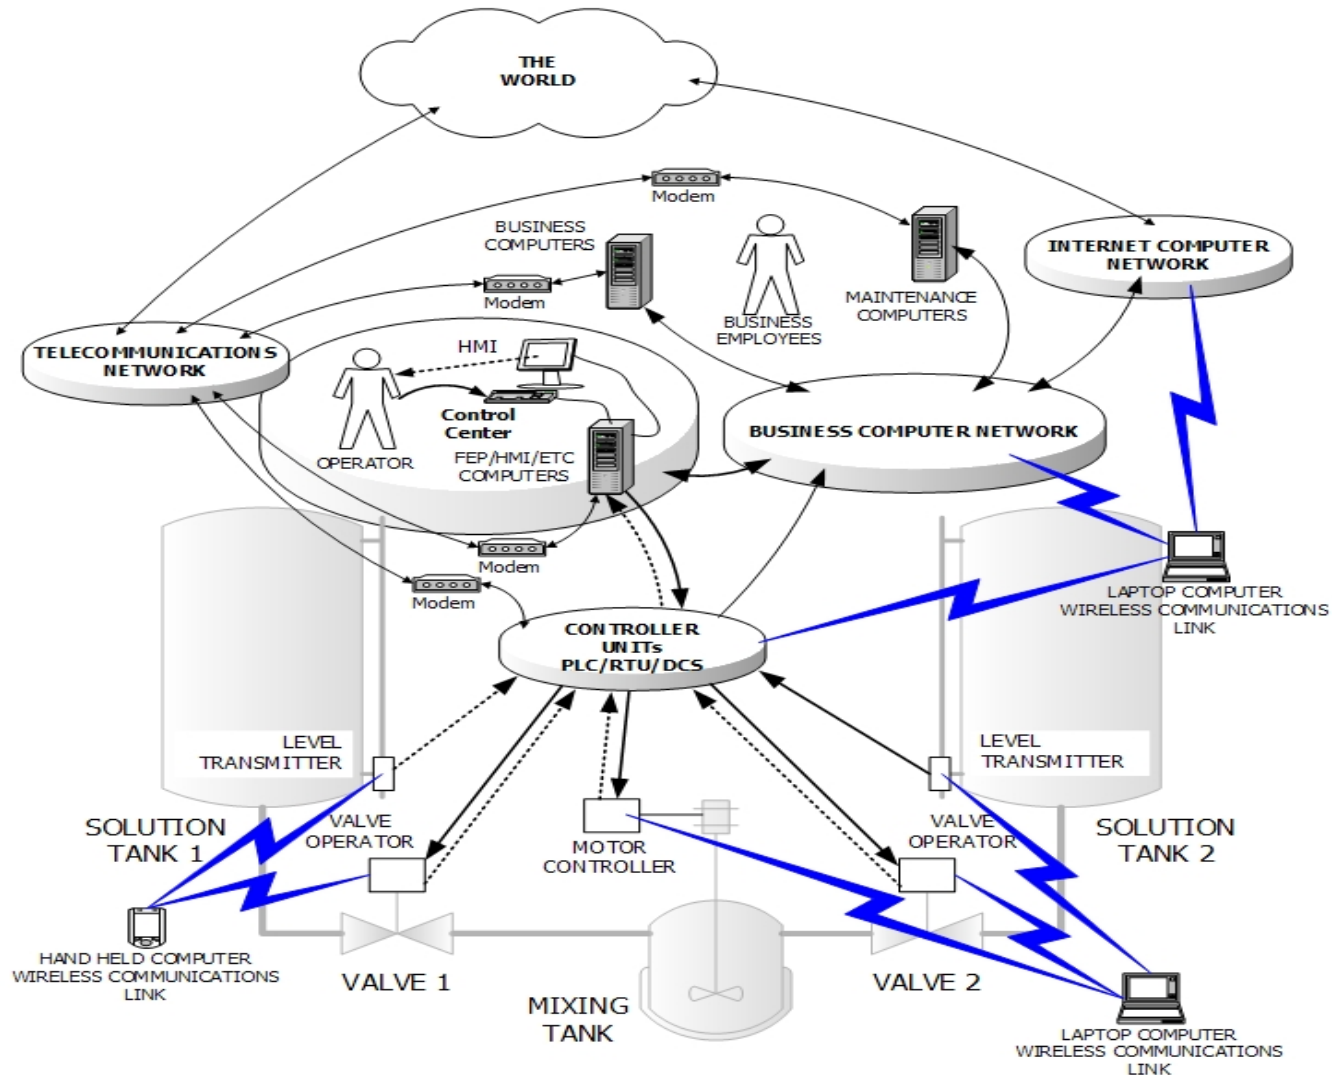 THE
WORLD
Modem
BUSINESS
COMPUTERS
INTERNET COMPUTER
NETWORK
Modem
MAINTENANCE
COMPUTERS
BUSINESS
EMPLOYEES
TELECOMMUNICATIONS
NETWORK
HMI
Control
Center
BUSINESS COMPUTER NETWORK
OPERATOR
FEP/HMI/ETC
COMPUTERS
Modem
Modem
LAPTOP COMPUTER
WIRELESS COMMUNICATIONS
LINK
CONTROLLER
UNITs
PLC/RTU/DCS
LEVEL
TRANSMITTER
LEVEL
TRANSMITTER
SOLUTION
TANK 1
VALVE
OPERATOR
MOTOR
CONTROLLER
VALVE
OPERATOR
SOLUTION
TANK 2
HAND HELD COMPUTER
WIRELESS COMMUNICATIONS
LINK
VALVE 1
MIXING
TANK
VALVE 2
LAPTOP COMPUTER
WIRELESS COMMUNICATIONS
LINK